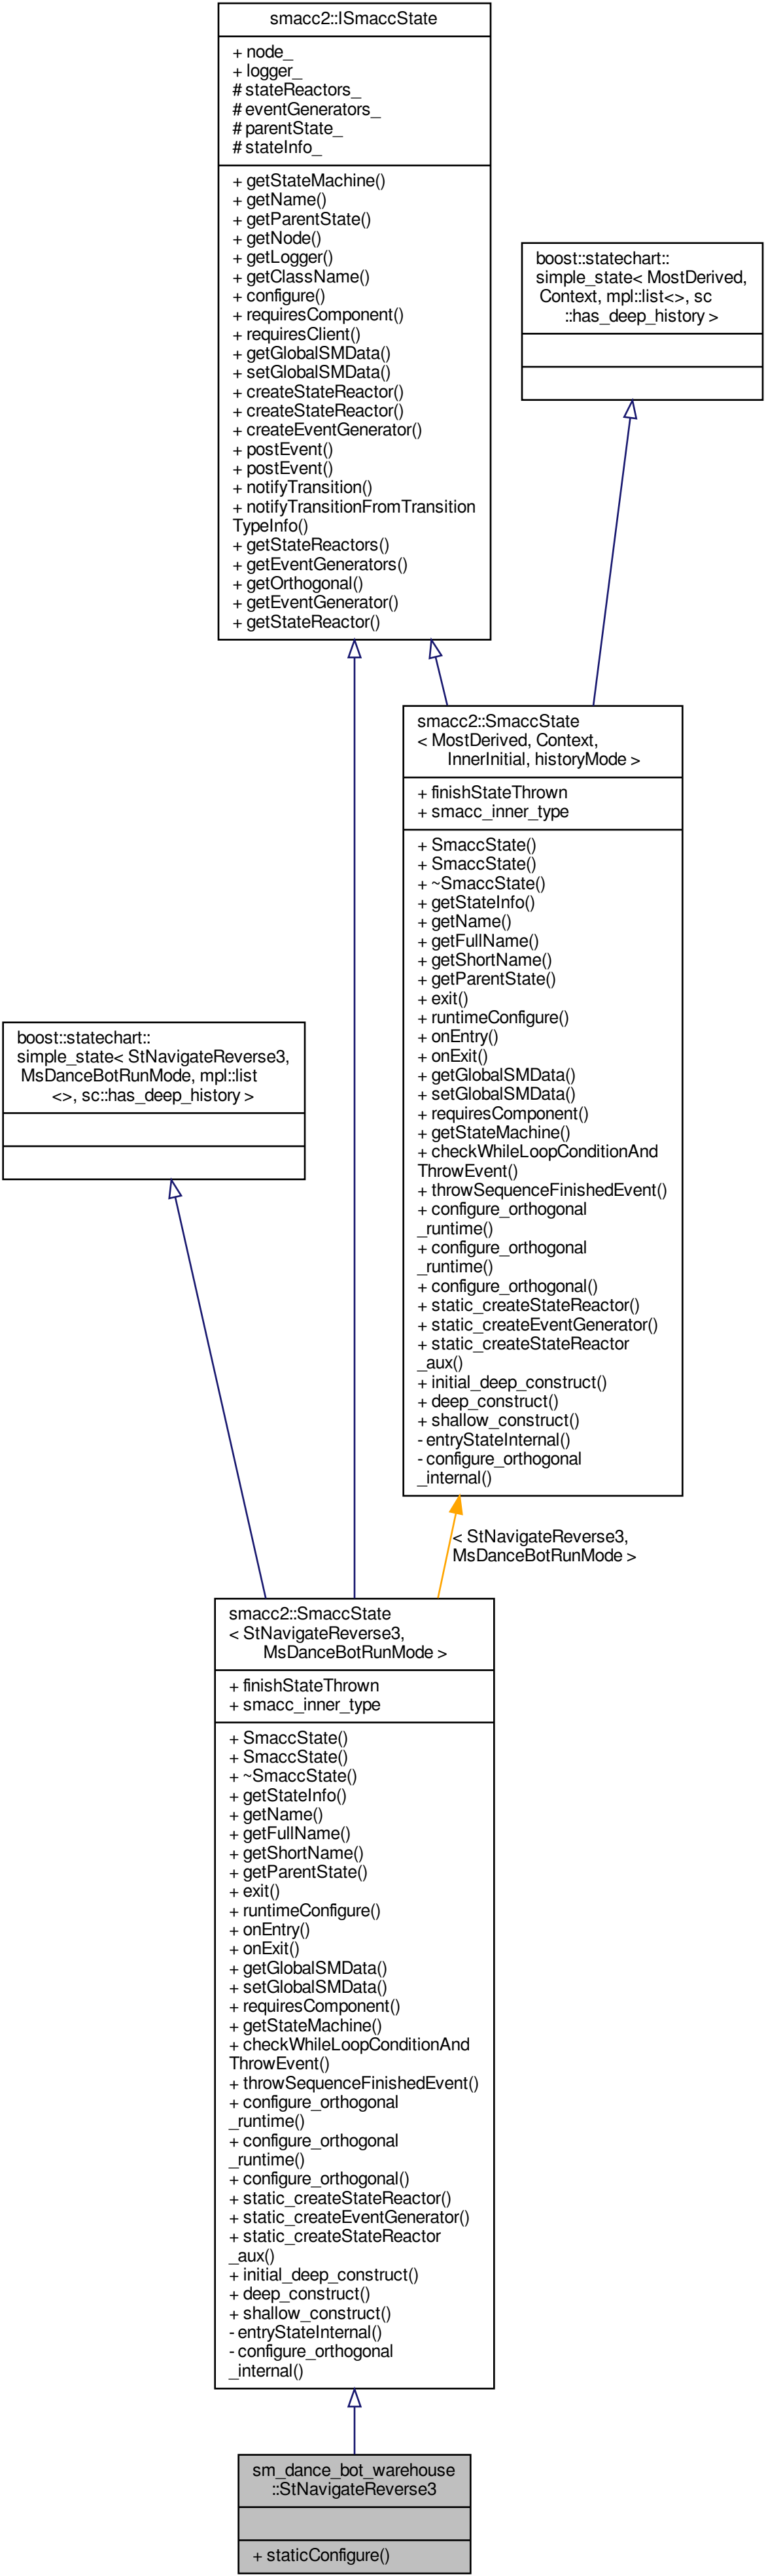 smacc2::ISmaccState
+ node_
+ logger_
# stateReactors_
# eventGenerators_
# parentState_
# stateInfo_
+ getStateMachine()
+ getName()
+ getParentState()
+ getNode()
+ getLogger()
+ getClassName()
+ configure()
+ requiresComponent()
+ requiresClient()
+ getGlobalSMData()
+ setGlobalSMData()
+ createStateReactor()
+ createStateReactor()
+ createEventGenerator()
+ postEvent()
+ postEvent()
+ notifyTransition()
+ notifyTransitionFromTransition
TypeInfo()
+ getStateReactors()
+ getEventGenerators()
+ getOrthogonal()
+ getEventGenerator()
+ getStateReactor()
boost::statechart::
simple_state< MostDerived,
Context, mpl::list<>, sc
::has_deep_history >
smacc2::SmaccState
< MostDerived, Context,
InnerInitial, historyMode >
+ finishStateThrown
+ smacc_inner_type
+ SmaccState()
+ SmaccState()
+ ~SmaccState()
+ getStateInfo()
+ getName()
+ getFullName()
+ getShortName()
+ getParentState()
+ exit()
+ runtimeConfigure()
+ onEntry()
+ onExit()
+ getGlobalSMData()
+ setGlobalSMData()
+ requiresComponent()
+ getStateMachine()
+ checkWhileLoopConditionAnd
ThrowEvent()
+ throwSequenceFinishedEvent()
+ configure_orthogonal
_runtime()
+ configure_orthogonal
_runtime()
+ configure_orthogonal()
+ static_createStateReactor()
+ static_createEventGenerator()
+ static_createStateReactor
_aux()
+ initial_deep_construct()
+ deep_construct()
+ shallow_construct()
- entryStateInternal()
- configure_orthogonal
_internal()
boost::statechart::
simple_state< StNavigateReverse3,
MsDanceBotRunMode, mpl::list
<>, sc::has_deep_history >
< StNavigateReverse3,
MsDanceBotRunMode >
smacc2::SmaccState
< StNavigateReverse3,
MsDanceBotRunMode >
+ finishStateThrown
+ smacc_inner_type
+ SmaccState()
+ SmaccState()
+ ~SmaccState()
+ getStateInfo()
+ getName()
+ getFullName()
+ getShortName()
+ getParentState()
+ exit()
+ runtimeConfigure()
+ onEntry()
+ onExit()
+ getGlobalSMData()
+ setGlobalSMData()
+ requiresComponent()
+ getStateMachine()
+ checkWhileLoopConditionAnd
ThrowEvent()
+ throwSequenceFinishedEvent()
+ configure_orthogonal
_runtime()
+ configure_orthogonal
_runtime()
+ configure_orthogonal()
+ static_createStateReactor()
+ static_createEventGenerator()
+ static_createStateReactor
_aux()
+ initial_deep_construct()
+ deep_construct()
+ shallow_construct()
- entryStateInternal()
- configure_orthogonal
_internal()
sm_dance_bot_warehouse
::StNavigateReverse3
+ staticConfigure()